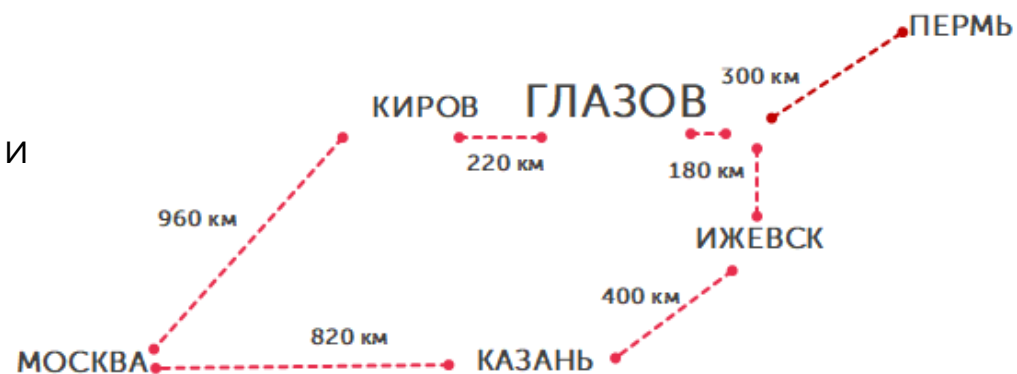 ПЕРМЬ
300 км
КИРОВ
ГЛАЗОВ
и
220 км
180 км
960 км
ИЖЕВСК
400 км
820 км
МОСКВА
КАЗАНЬ